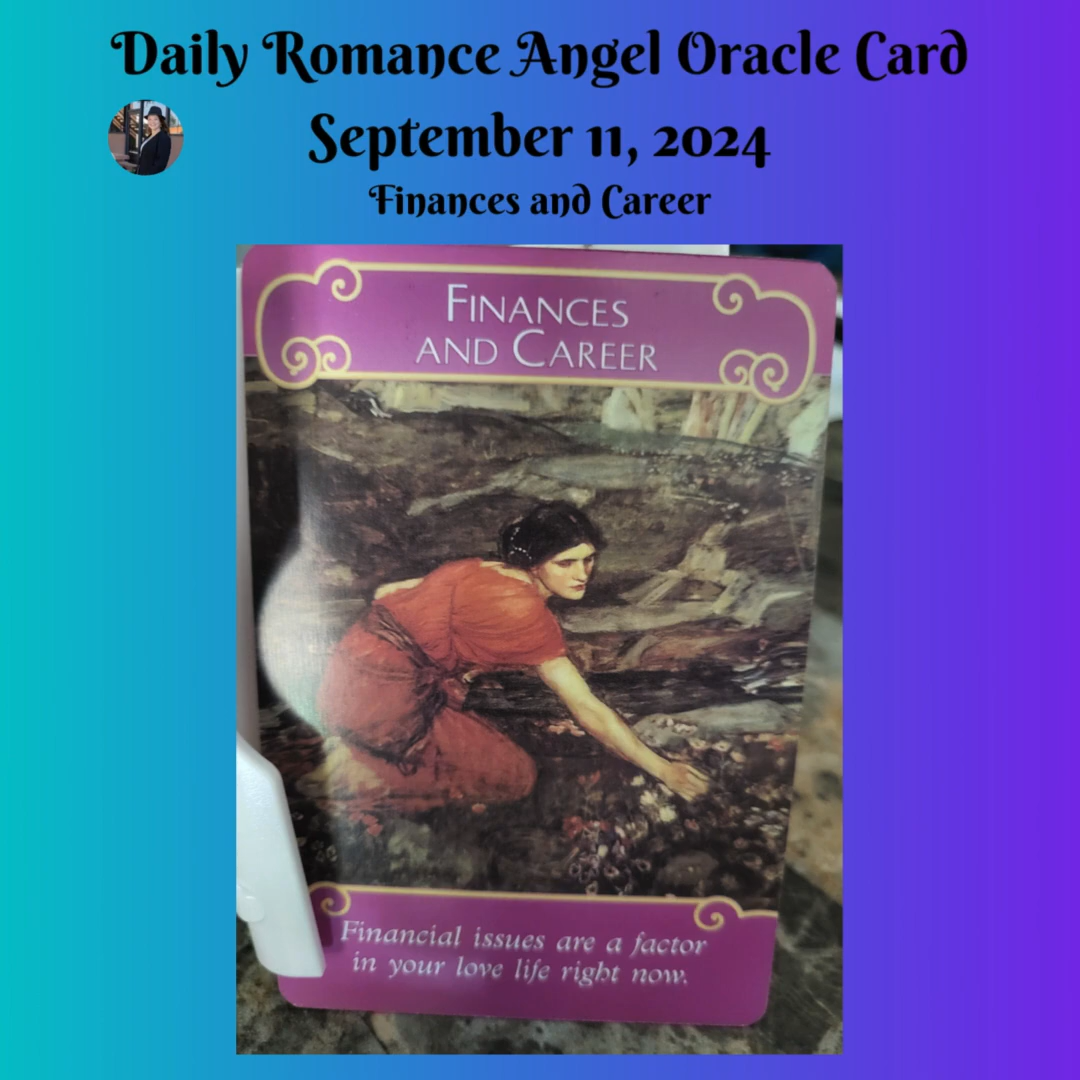 Daily Romance Angel Oracle Card
September 11, 2024
Finances and Career
FINANCES
AND CAREER
Financial issues are a factor
in your love life right now.